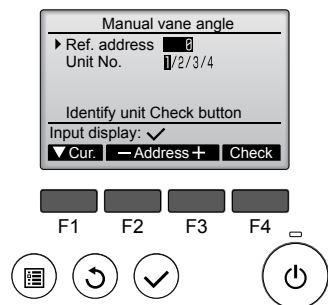 Manual vane angle
Ref. address 0
Unit No. 1/2/3/4
Identify unit Check button
Input display: ✓
▼Cur. －Address＋ Check
F1 F2 F3 F4